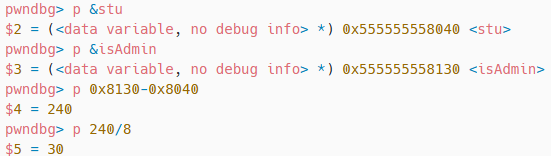 pwndbg> p &stu
$2 = (<data variable, no debug info> *) 0x555555558040 <stu>
pwndbg> p &isAdmin
$3 = (<data variable, no debug info> *) 0x555555558130 <isAdmin>
pwndbg> p 0x8130-0x8040
$4 = 240
pwndbg> p 240/8
$5 = 30